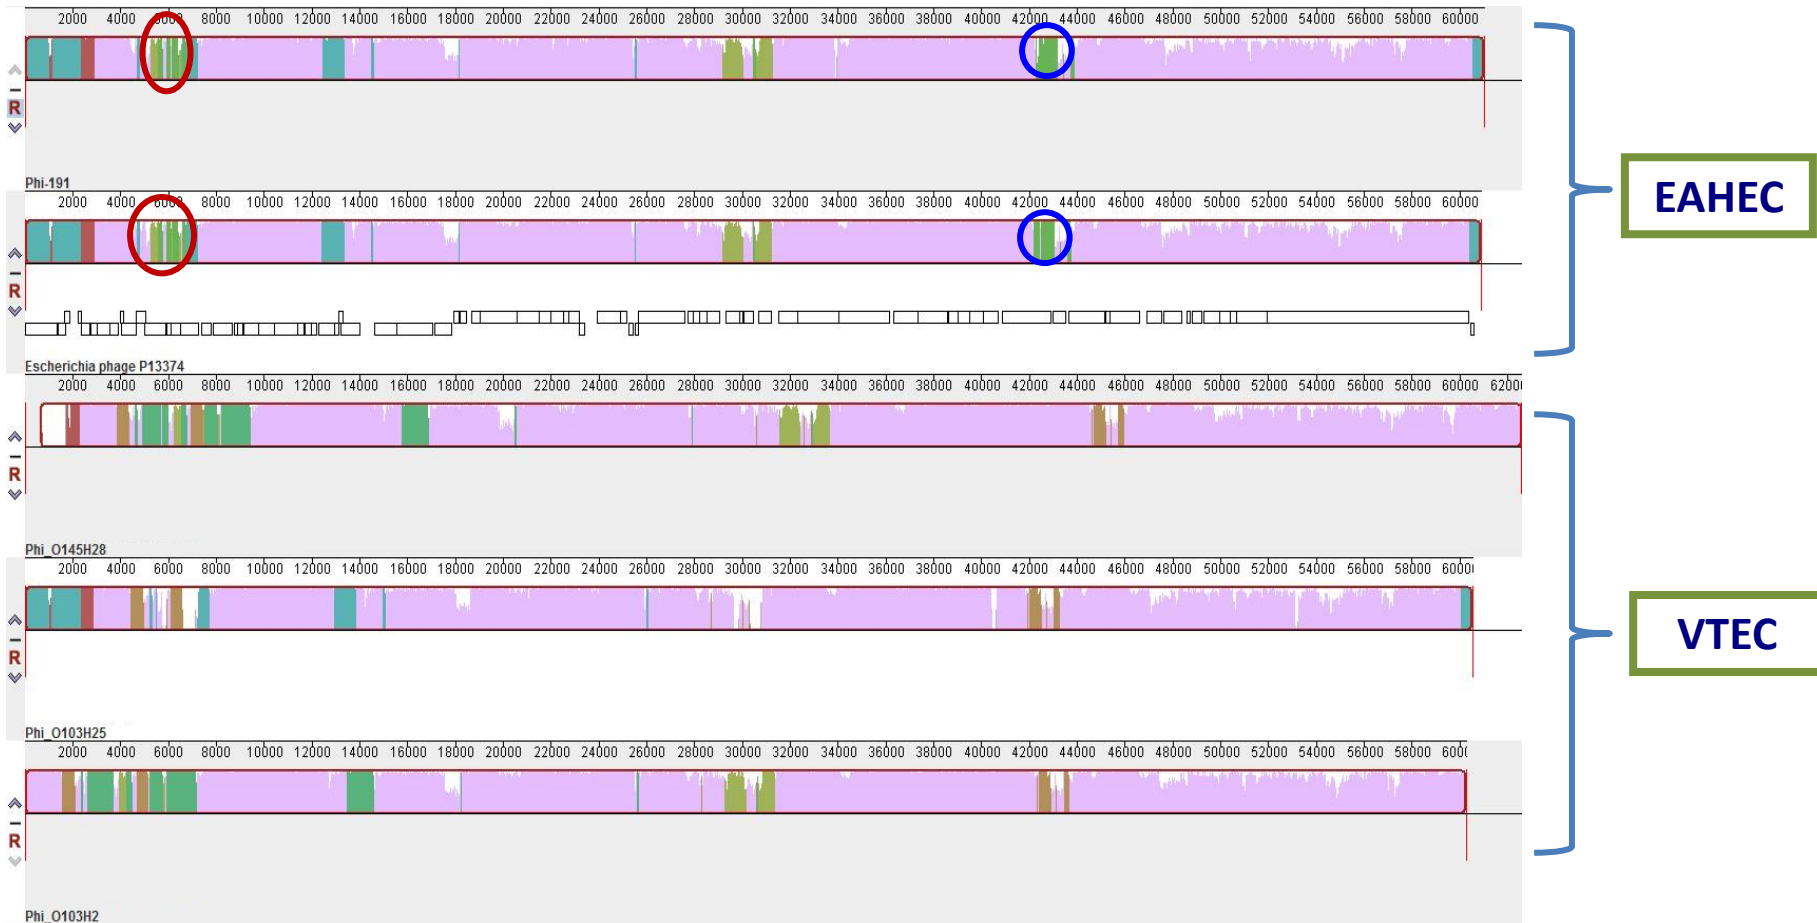 2000 4000 6000 8000 10000 12000 14000 16000 18000 20000 22000 24000 26000 28000 30000 32000 34000 36000 38000 40000 42000 44000 46000 48000 50000 52000 54000 56000 58000 60000
R
Phi-191
2000 4000 6000 8000 10000 12000 14000 16000 18000 20000 22000 24000 26000 28000 30000 32000 34000 36000 38000 40000 42000 44000 46000 48000 50000 52000 54000 56000 58000 60000
EAHEC
R
Escherichia phage P13374
2000 4000 6000 8000 10000 12000 14000 16000 18000 20000 22000 24000 26000 28000 30000 32000 34000 36000 38000 40000 42000 44000 46000 48000 50000 52000 54000 56000 58000 60000 62000
R
Phi_O145H28
2000 4000 6000 8000 10000 12000 14000 16000 18000 20000 22000 24000 26000 28000 30000 32000 34000 36000 38000 40000 42000 44000 46000 48000 50000 52000 54000 56000 58000 60000
VTEC
R
Phi_O103H25
2000 4000 6000 8000 10000 12000 14000 16000 18000 20000 22000 24000 26000 28000 30000 32000 34000 36000 38000 40000 42000 44000 46000 48000 50000 52000 54000 56000 58000 60000
R
Phi_O103H2